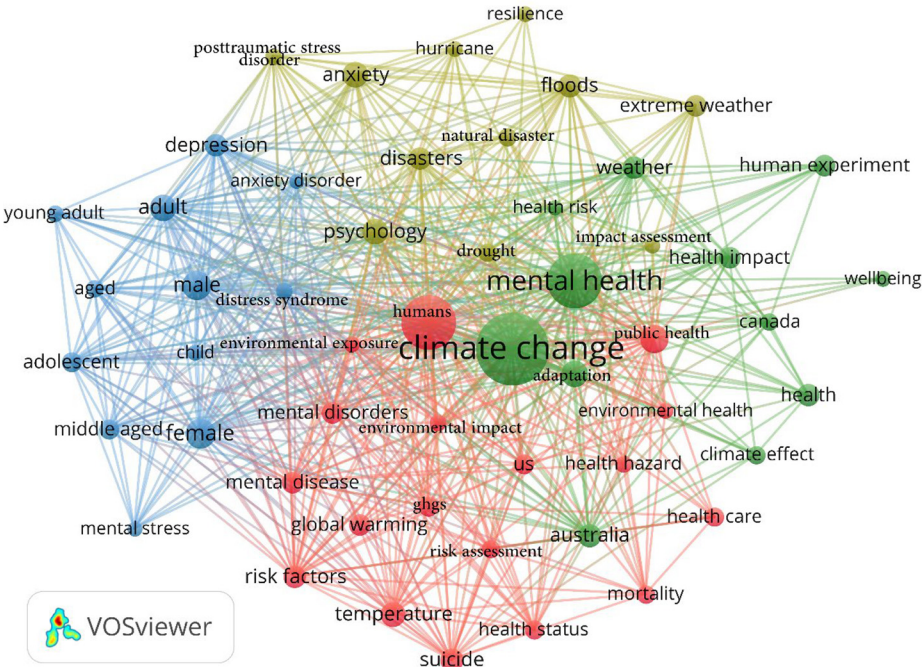 resilience
posttraumatic stress
disorder
hurricane
anxiety
floods
extreme weather
natural disaster
depression
disasters
weather
human experiment
anxiety disorder
young adult
adult
health risk
psychology
impact assessment
drought
health impact
mental health
wellbeing
aged
male
distress syndrome
humans
canada
public health
environmental exposure
climate change
child
adolescent
adaptation
health
mental disorders
environmental health
middle aged
female
environmental impact
climate effect
us
health hazard
mental disease
ghgs
health care
mental stress
global warming
australia
risk assessment
risk factors
mortality
temperature
health status
VOSviewer
suicide